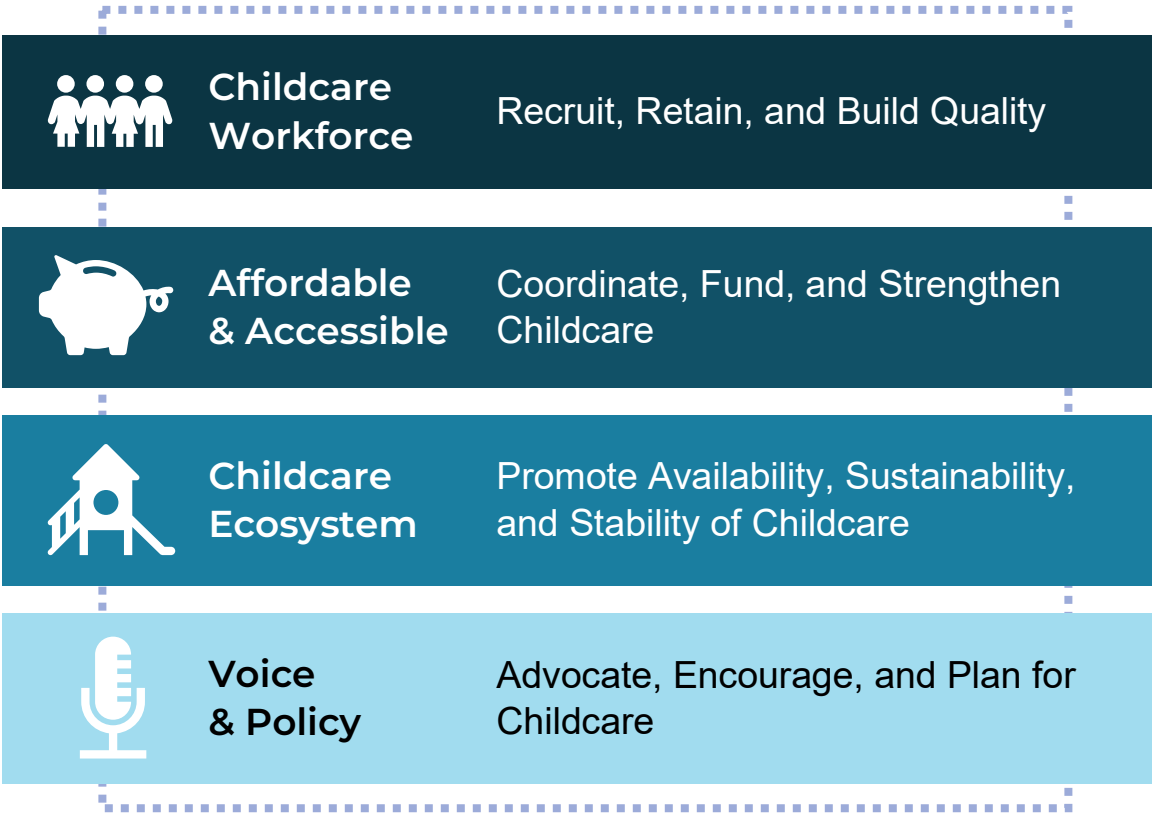 Childcare
Workforce
Recruit, Retain, and Build Quality
Affordable
& Accessible
Coordinate, Fund, and Strengthen
Childcare
Childcare
Ecosystem
Promote Availability, Sustainability,
and Stability of Childcare
Voice
& Policy
Advocate, Encourage, and Plan for
Childcare